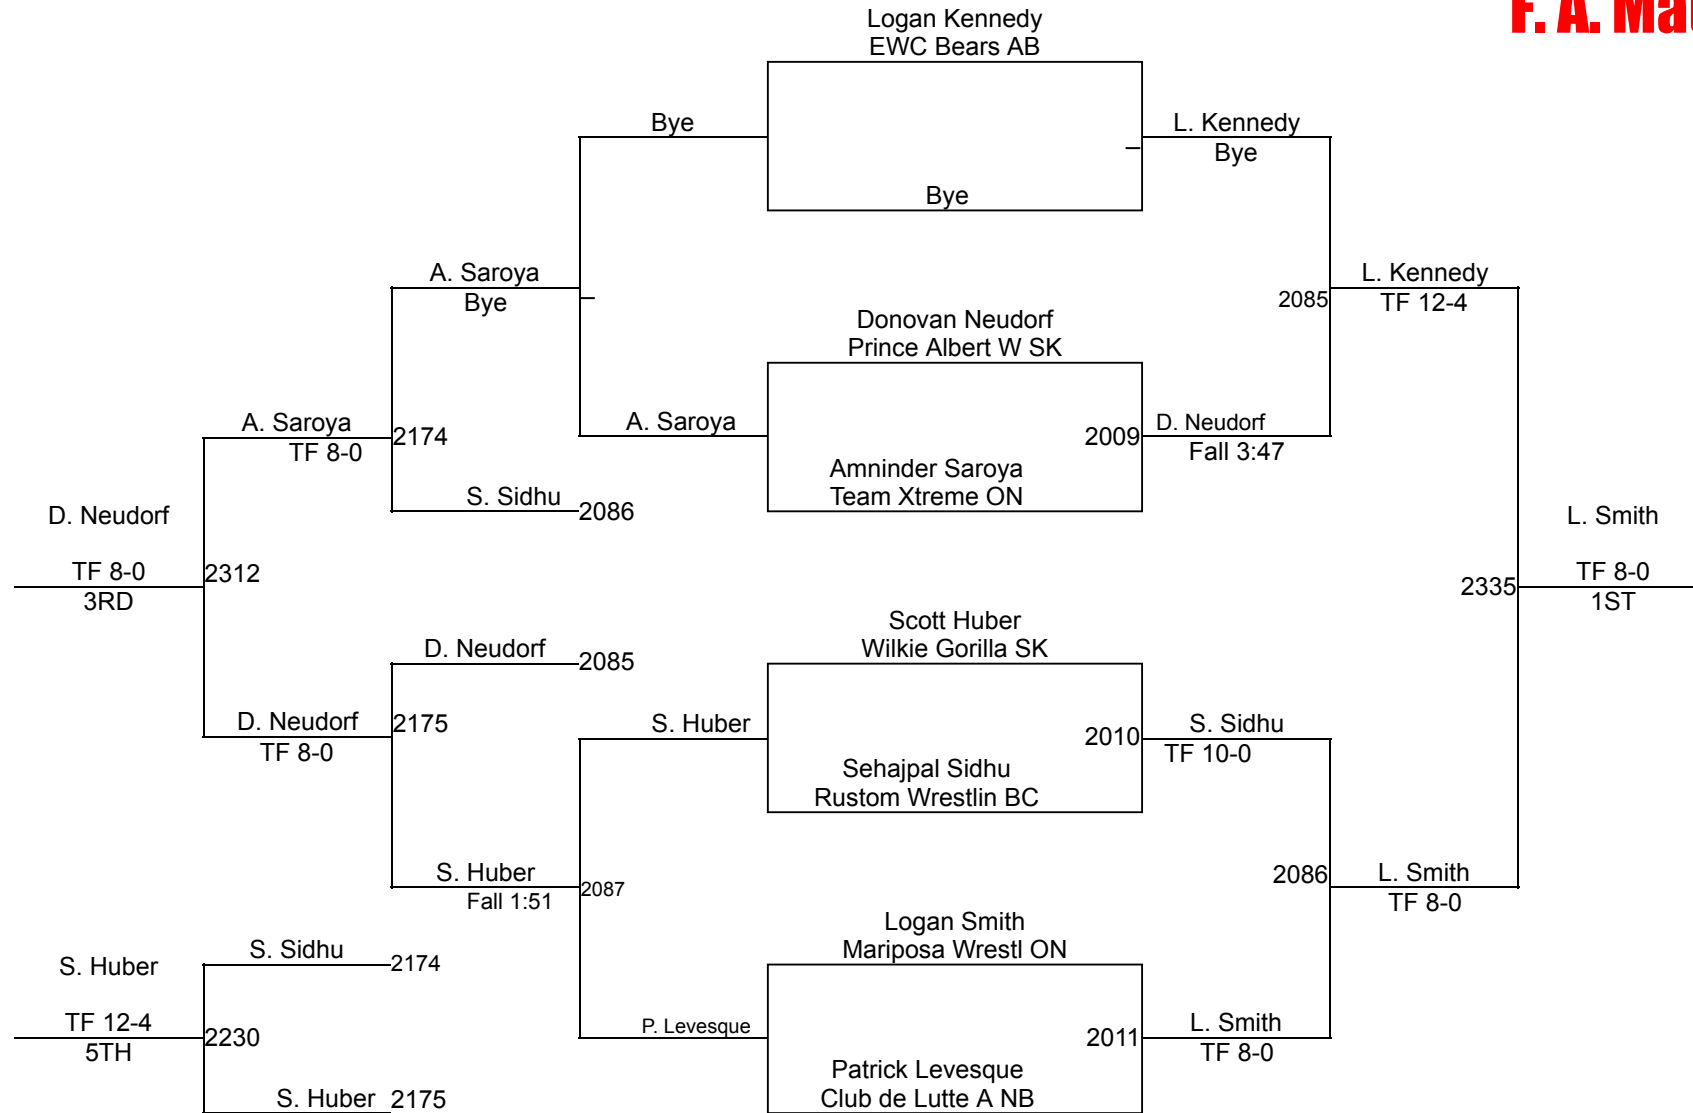 F. A. Ma
Logan Kennedy
EWC Bears AB
Bye
L. Kennedy
Bye
Bye
A. Saroya
Bye
L. Kennedy
TF 12-4
2085
Donovan Neudorf
Prince Albert W SK
A. Saroya
TF 8-0
2174
A. Saroya
2009
D. Neudorf
Fall 3:47
Amninder Saroya
Team Xtreme ON
S. Sidhu
2086
D. Neudorf
TF 8-0
3RD
2312
L. Smith
TF 8-0
1ST
2335
Scott Huber
Wilkie Gorilla SK
D. Neudorf
2085
D. Neudorf
TF 8-0
2175
S. Huber
2010
S. Sidhu
TF 10-0
Sehajpal Sidhu
Rustom Wrestlin BC
S. Huber
Fall 1:51
2087
2086
L. Smith
TF 8-0
Logan Smith
Mariposa Wrestl ON
S. Huber
TF 12-4
5TH
S. Sidhu
2174
2230
P. Levesque
2011
L. Smith
TF 8-0
Patrick Levesque
Club de Lutte A NB
S. Huber
2175